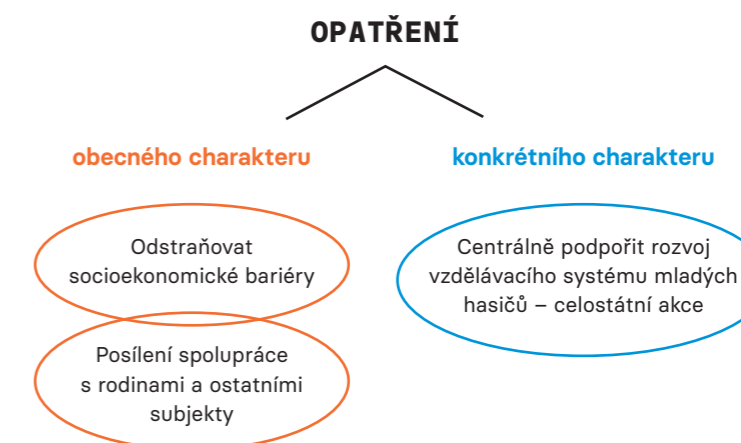 OPATŘENÍ
obecného charakteru
konkrétního charakteru
Odstraňovat
socioekonomické bariéry
Centrálně podpořit rozvoj
vzdělávacího systému mladých
hasičů – celostátní akce
Posílení spolupráce
s rodinami a ostatními
subjekty